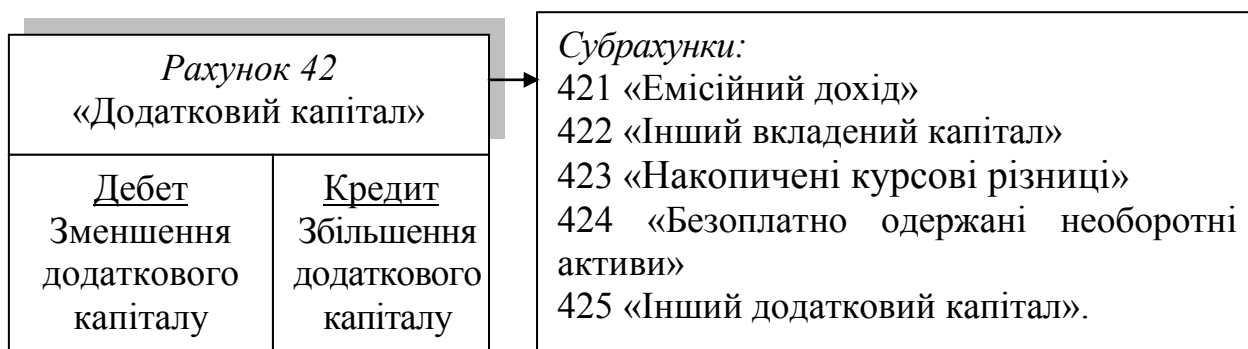 Рахунок 42
«Додатковий капітал»
Дебет
Зменшення
додаткового
капіталу
Кредит
Збільшення
додаткового
капіталу
Субрахунки:
421 «Емісійний дохід»
422 «Інший вкладений капітал»
423 «Накопичені курсові різниці»
424 «Безоплатно одержані необоротні
активи»
425 «Інший додатковий капітал».